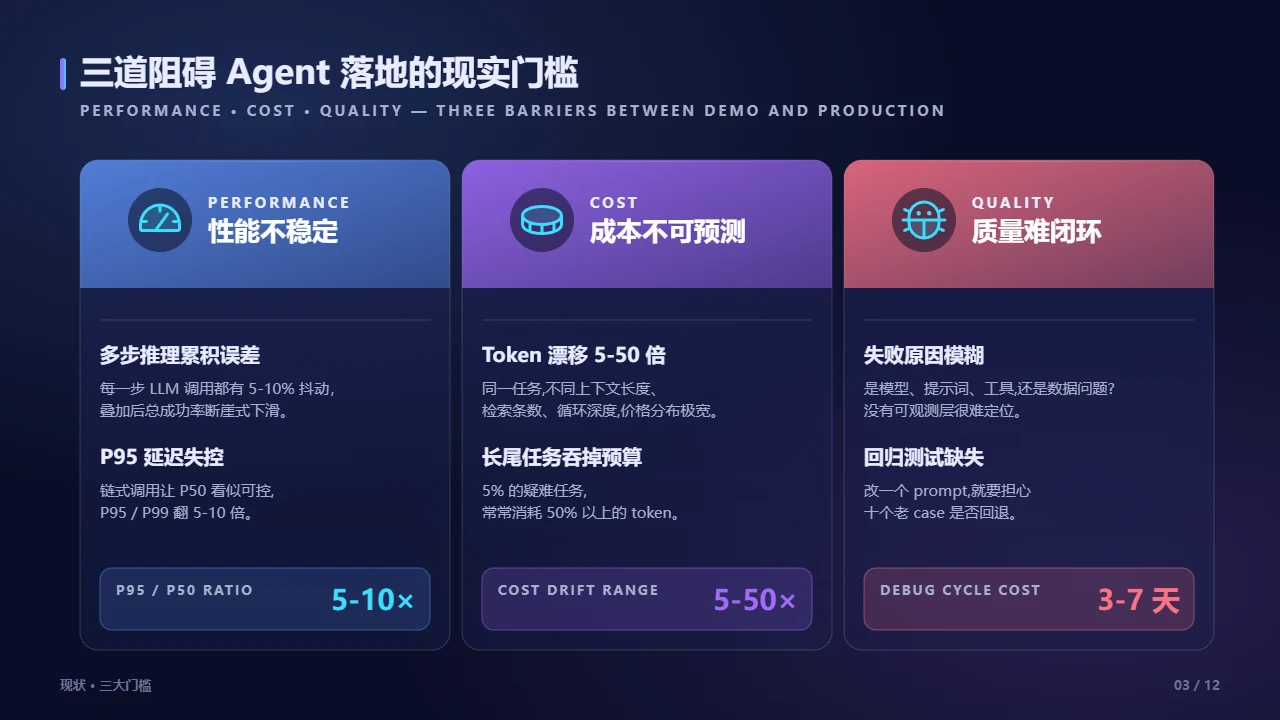 三道阻碍 Agent 落地的现实门槛
PERFORMANCE • COST • QUALITY — THREE BARRIERS BETWEEN DEMO AND PRODUCTION
PERFORMANCE
性能不稳定
多步推理累积误差
每一步 LLM 调用都有 5-10% 抖动,
叠加后总成功率断崖式下滑。
P95 延迟失控
链式调用让 P50 看似可控,
P95 / P99 翻 5-10 倍。
P95 / P50 RATIO
5-10×
COST
成本不可预测
Token 漂移 5-50 倍
同一任务,不同上下文长度、
检索条数、循环深度,价格分布极宽。
长尾任务吞掉预算
5% 的疑难任务,
常常消耗 50% 以上的 token。
COST DRIFT RANGE
5-50×
QUALITY
质量难闭环
失败原因模糊
是模型、提示词、工具,还是数据问题?
没有可观测层很难定位。
回归测试缺失
改一个 prompt,就要担心
十个老 case 是否回退。
DEBUG CYCLE COST
3-7 天
现状 • 三大门槛
03 / 12